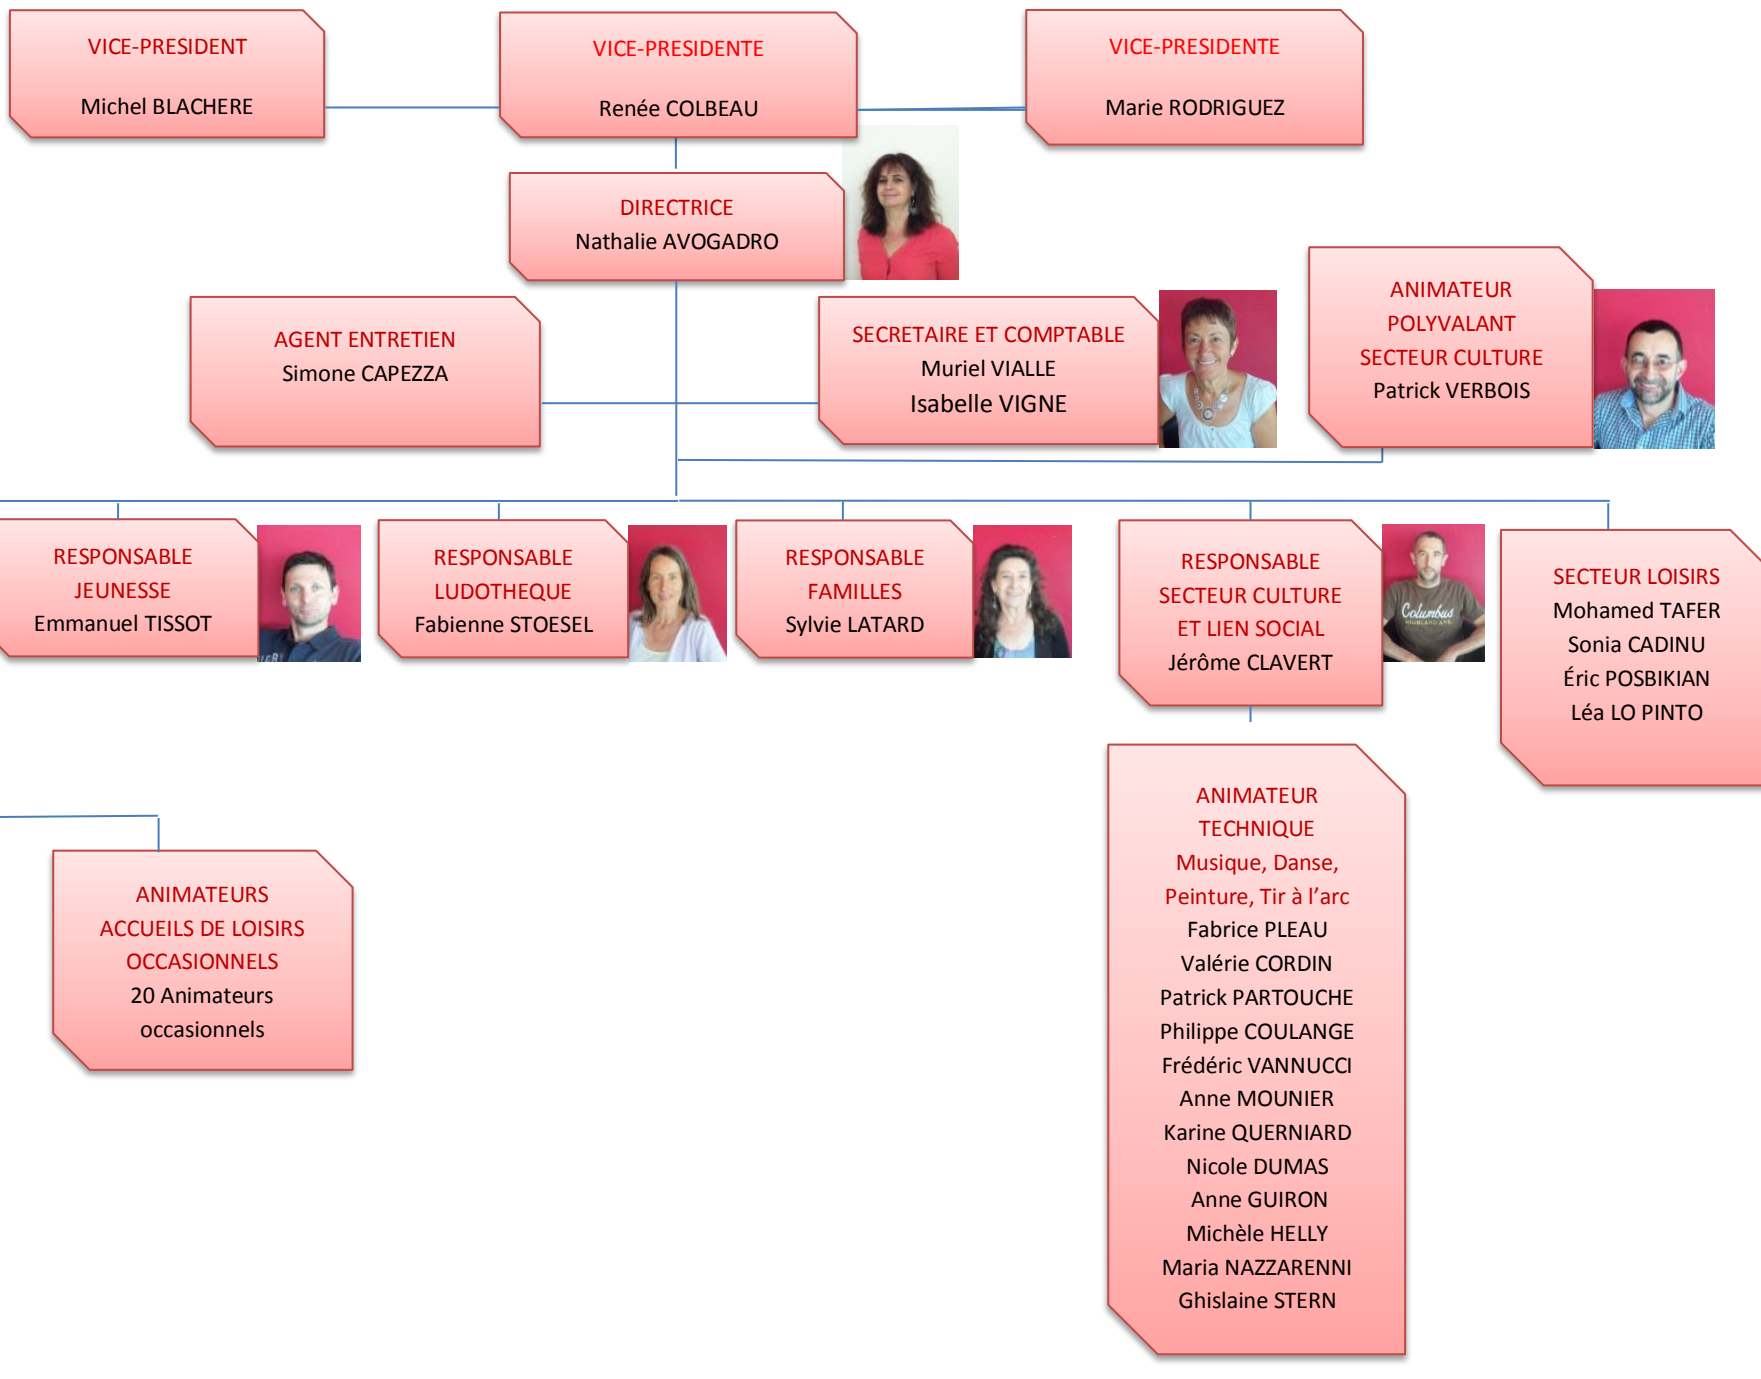 VICE-PRESIDENT
Michel BLACHERE
VICE-PRESIDENTE
Renée COLBEAU
VICE-PRESIDENTE
Marie RODRIGUEZ
DIRECTRICE
Nathalie AVOGADRO
AGENT ENTRETIEN
Simone CAPEZZA
SECRETAIRE ET COMPTABLE
Muriel VIALLE
Isabelle VIGNE
ANIMATEUR
POLYVALANT
SECTEUR CULTURE
Patrick VERBOIS
RESPONSABLE
JEUNESSE
Emmanuel TISSOT
RESPONSABLE
LUDOTHEQUE
Fabienne STOESEL
RESPONSABLE
FAMILLES
Sylvie LATARD
RESPONSABLE
SECTEUR CULTURE
ET LIEN SOCIAL
Jérôme CLAVERT
Columbus
HIGHLAND AVE.
SECTEUR LOISIRS
Mohamed TAFER
Sonia CADINU
Éric POSBIKIAN
Léa LO PINTO
ANIMATEURS
ACCUEILS DE LOISIRS
OCCASIONNELS
20 Animateurs
occasionnels
ANIMATEUR
TECHNIQUE
Musique, Danse,
Peinture, Tir à l’arc
Fabrice PLEAU
Valérie CORDIN
Patrick PARTOUCHE
Philippe COULANGE
Frédéric VANNUCCI
Anne MOUNIER
Karine QUERNIARD
Nicole DUMAS
Anne GUIRON
Michèle HELLY
Maria NAZZARENNI
Ghislaine STERN